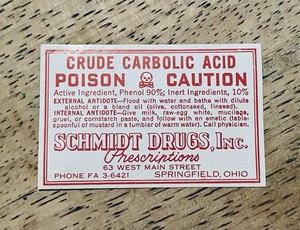 CRUDE CARBOLIC ACID
POISON CAUTION
Active Ingredient, Phenol 90%; Inert Ingredients, 10%
EXTERNAL ANTIDOTE—Flood with water and bathe with dilute
alcohol or a bland oil (olive, cottonseed, linseed).
INTERNAL ANTIDOTE: Give milk, raw-egg white, mucilage,
gruel, or cornstarch paste, and follow with an emetic (table-
spoonful of mustard in a tumbler of warm water). Call physician.
SCHMIDT DRUGS, Inc.
Prescriptions
63 WEST MAIN STREET
PHONE FA 3-6421 SPRINGFIELD, OHIO